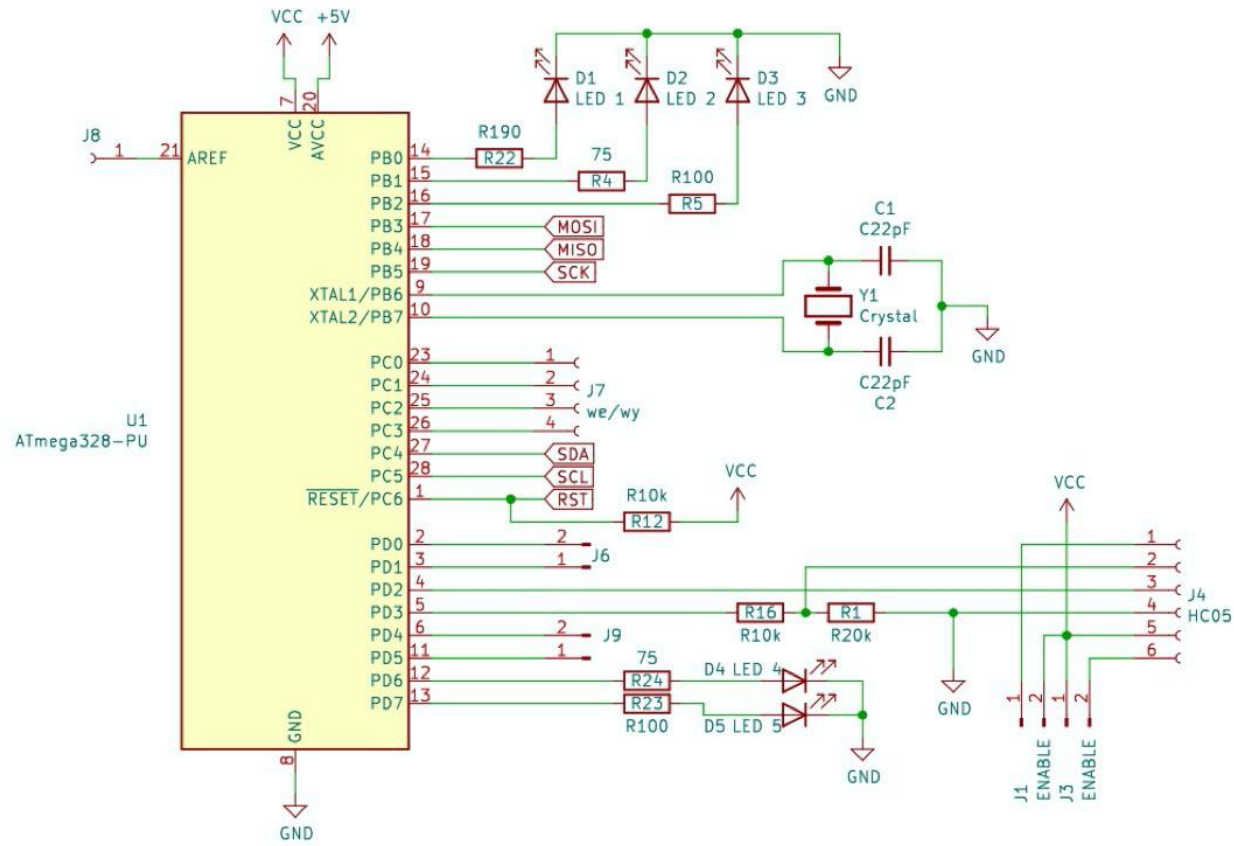 VCC +5V
D1
LED 1
D2
LED 2
D3
LED 3
GND
J8
1
21
AREF
7
VCC
20
AVCC
PB0 14
R190
R22
PB1 15
75
R4
PB2 16
R100
R5
PB3 17
MOSI
PB4 18
MISO
PB5 19
SCK
XTAL1/PB6 9
XTAL2/PB7 10
C1
C22pF
Y1
Crystal
GND
C22pF
C2
PC0 23
1
PC1 24
2
PC2 25
3
PC3 26
4
J7
we/wy
U1
ATmega328-PU
PC4 27
SDA
PC5 28
SCL
RESET/PC6 1
RST
R10k
R12
VCC
VCC
PD0 2
2
PD1 3
1
J6
PD2 4
PD3 5
R16
R10k
R1
R20k
1
2
3
4
5
6
J4
HC05
PD4 6
2
PD5 11
1
J9
PD6 12
75
R24
D4 LED 4
PD7 13
R23
R100
D5 LED 5
GND
GND
1
2
1
2
J1
ENABLE
J3
ENABLE
GND
8
GND